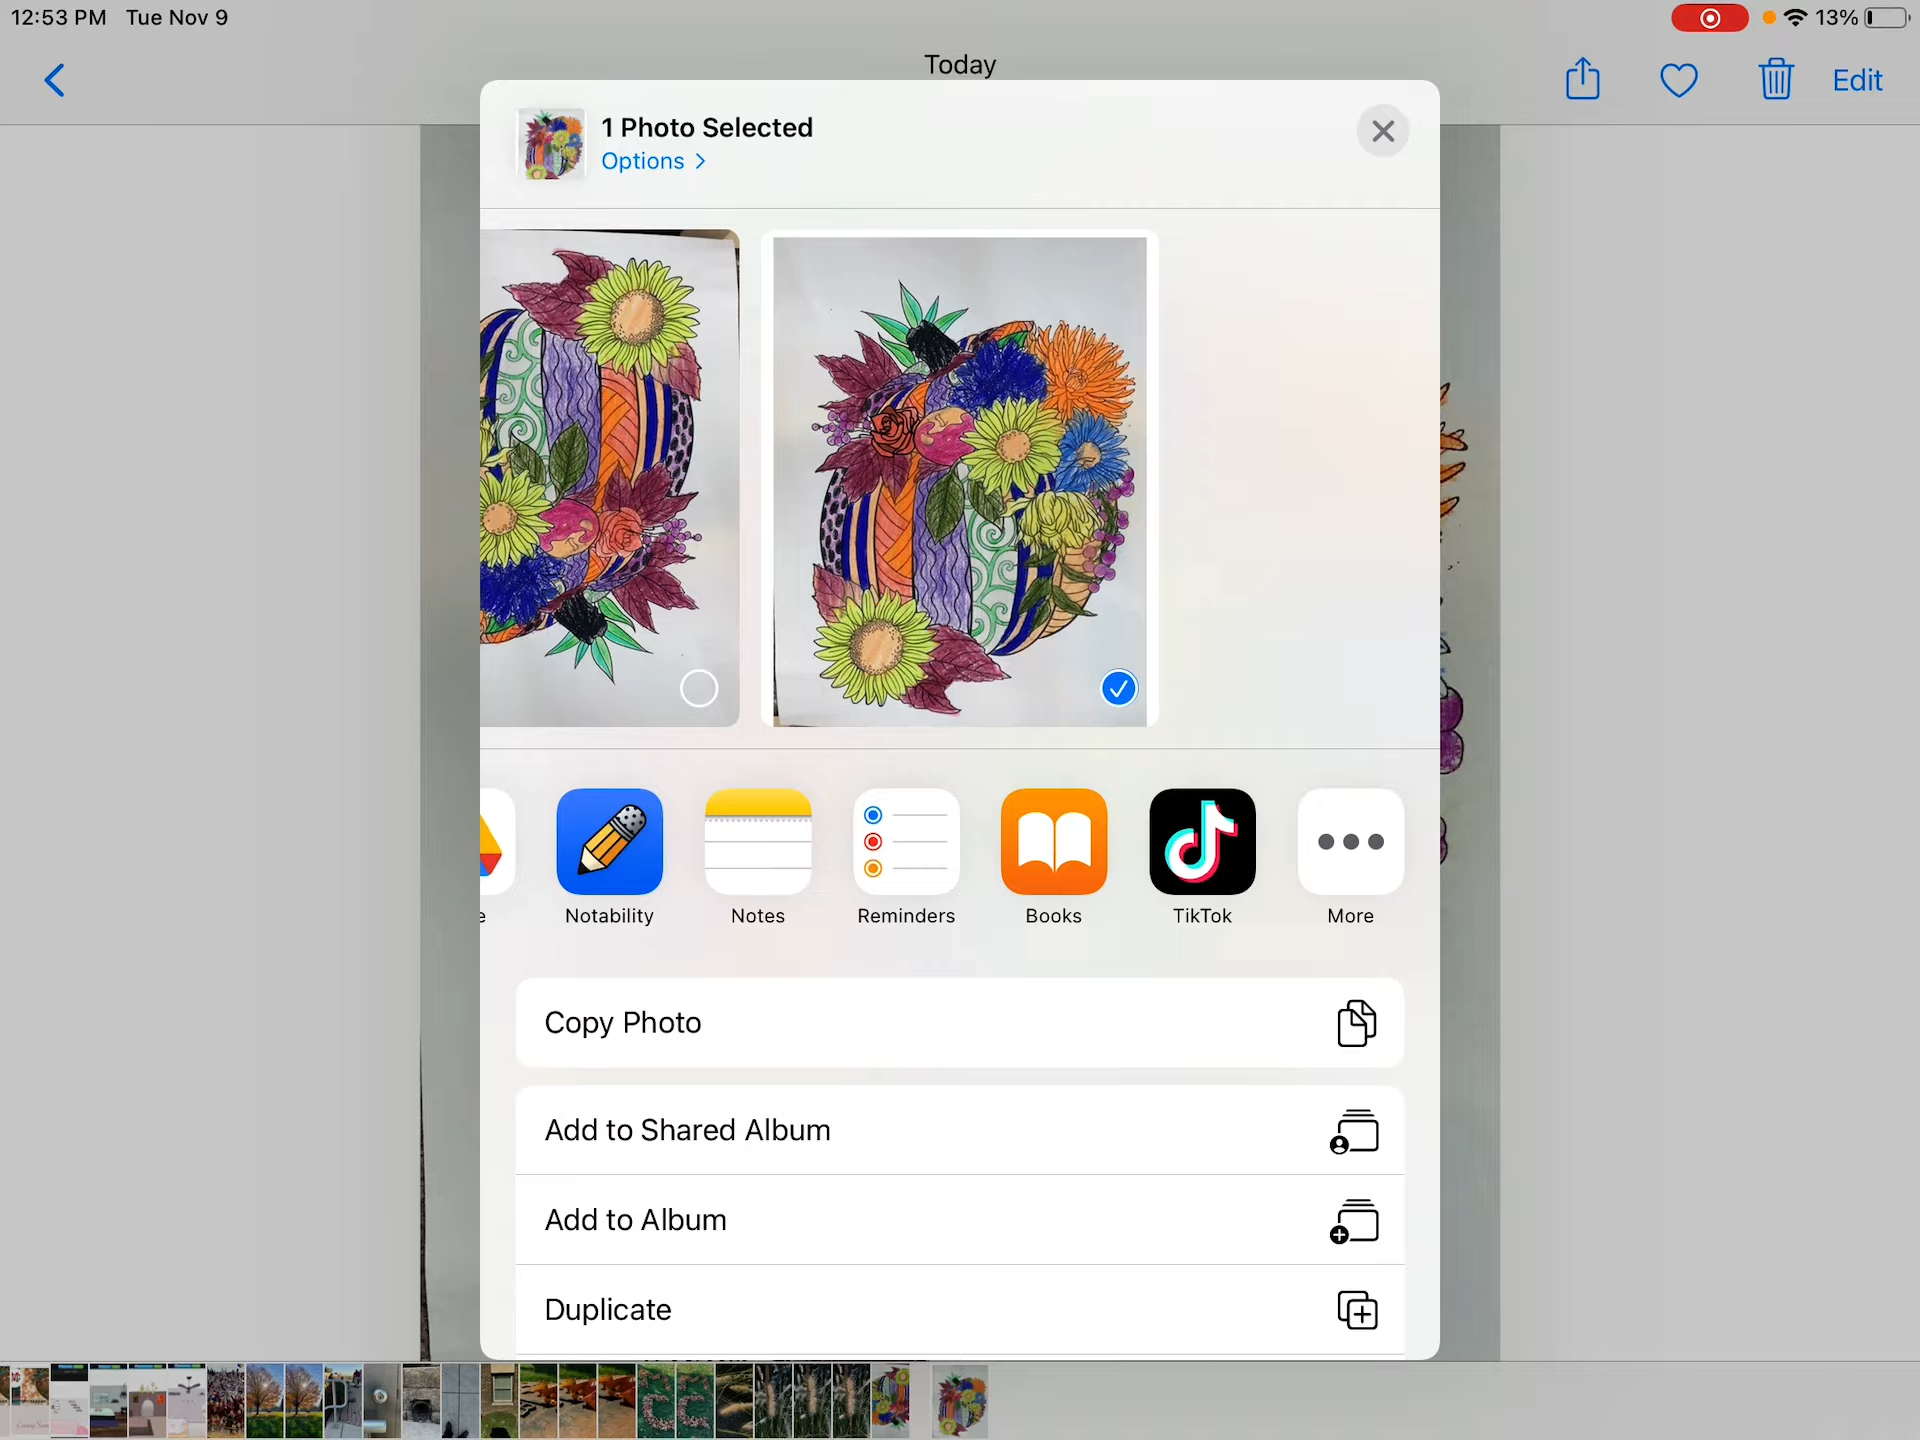 12:53 PM Tue Nov 9
13%
Today
Edit
1 Photo Selected
Options >
e
Notability
Notes
Reminders
Books
TikTok
More
Copy Photo
Add to Shared Album
Add to Album
Duplicate